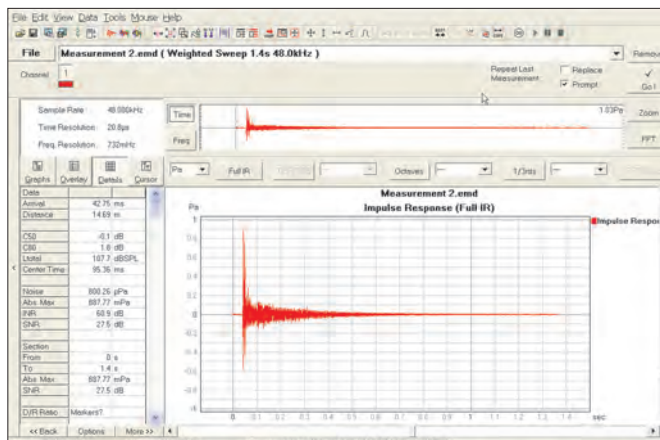 File Edit View Data Tools Mouse Help
File Measurement 2.emd ( Weighted Sweep 1.4s 48.0kHz ) Remove
Channel 1 Repeat Last Measurement Replace Prompt Go!
Sample Rate: 48.000kHz
Time Resolution: 20.8µs
Freq. Resolution: 732mHz
Time 1.03Pa Zoom
Freq FFT
Graphs Overlay Details Cursor
Pa Full IR Octaves 1/3rds
Data
Arrival 42.75 ms
Distance 14.69 m
C50 -0.1 dB
C80 1.8 dB
Ltotal 107.7 dBSPL
Center Time 95.36 ms
Noise 800.26 µPa
Abs Max 887.77 mPa
INR 60.9 dB
SNR 27.5 dB
Section
From 0 s
To 1.4 s
Abs Max 887.77 mPa
SNR 27.5 dB
D/R Ratio Markers?
<< Back Options More >>
Measurement 2.emd
Impulse Response (Full IR)
Impulse Respon
Pa
1
0.8
0.6
0.4
0.2
0
-0.2
-0.4
-0.6
-0.8
-1
0 0.1 0.2 0.3 0.4 0.5 0.6 0.7 0.8 0.9 1 1.1 1.2 1.3 1.4 sec